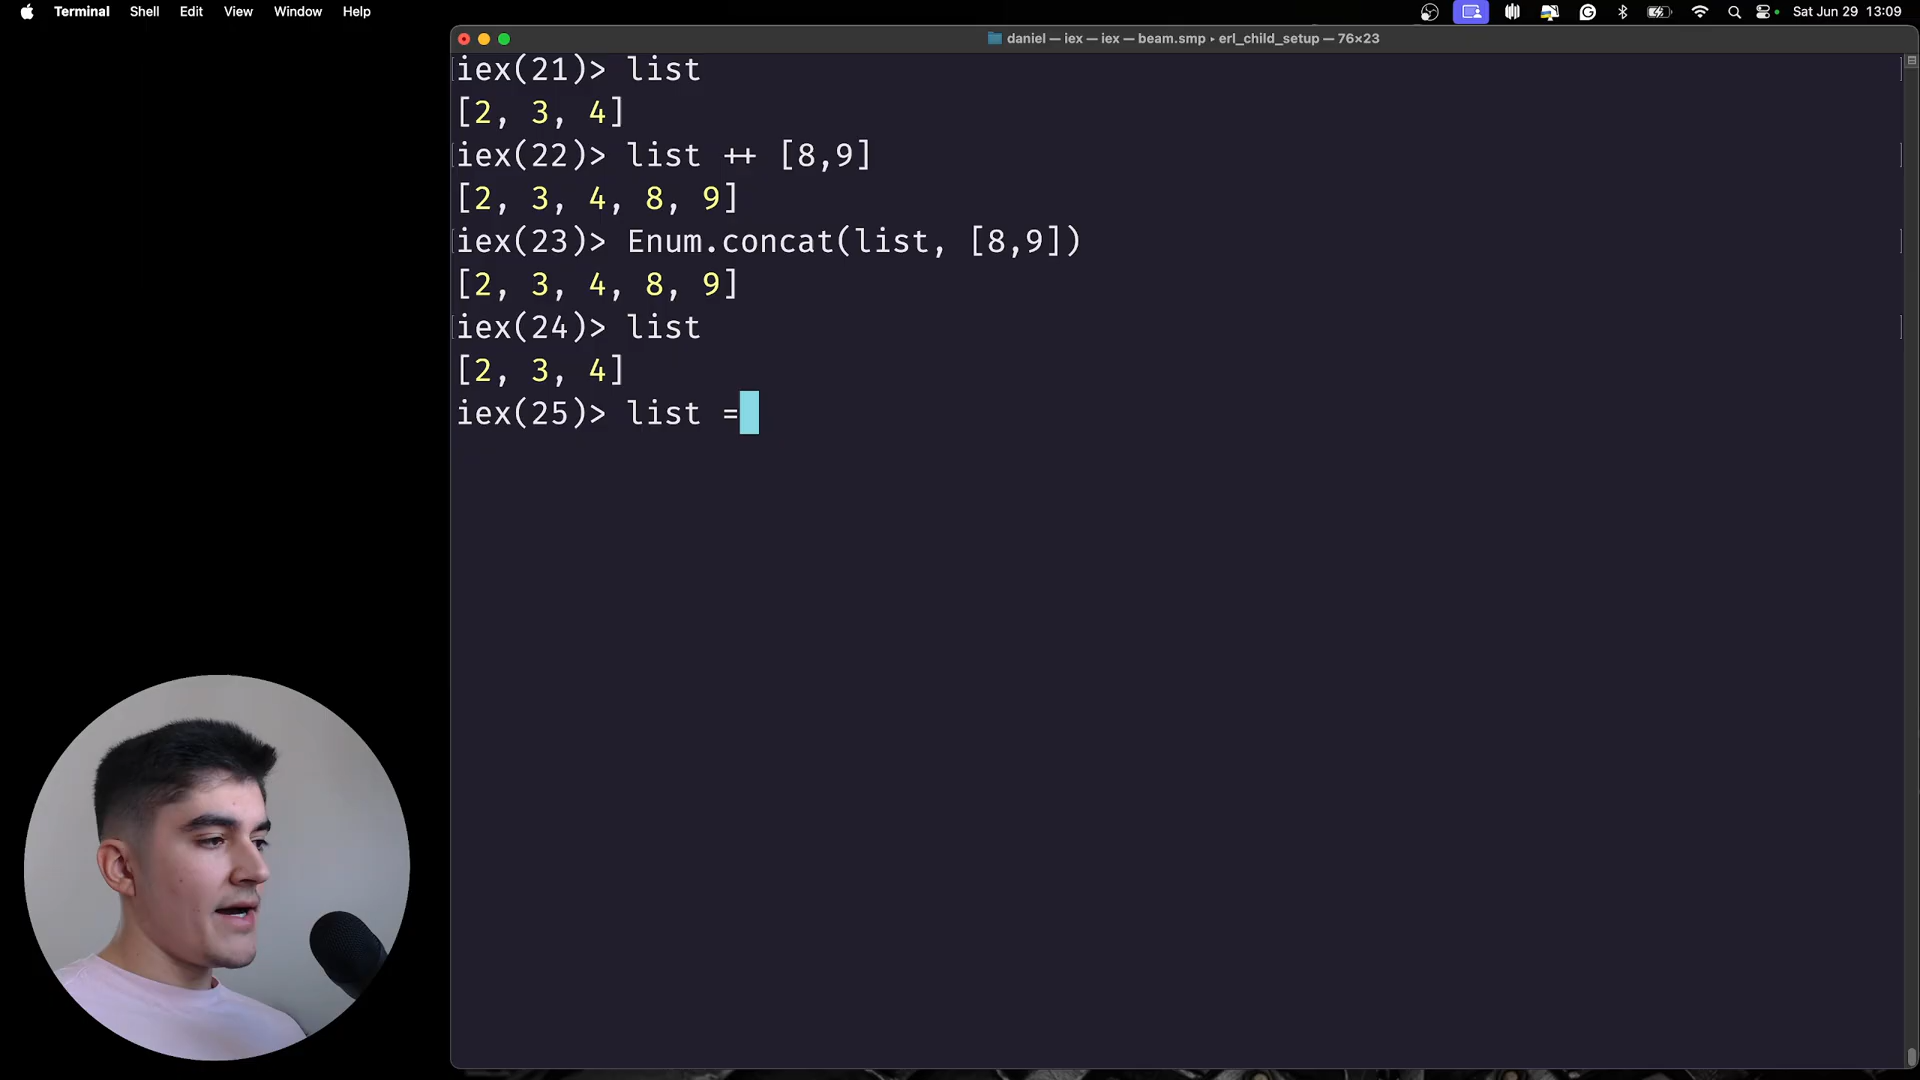 Terminal Shell Edit View Window Help
Sat Jun 29 13:09
daniel — iex — iex — beam.smp ▸ erl_child_setup — 76×23
iex(21)> list
[2, 3, 4]
iex(22)> list ++ [8,9]
[2, 3, 4, 8, 9]
iex(23)> Enum.concat(list, [8,9])
[2, 3, 4, 8, 9]
iex(24)> list
[2, 3, 4]
iex(25)> list =